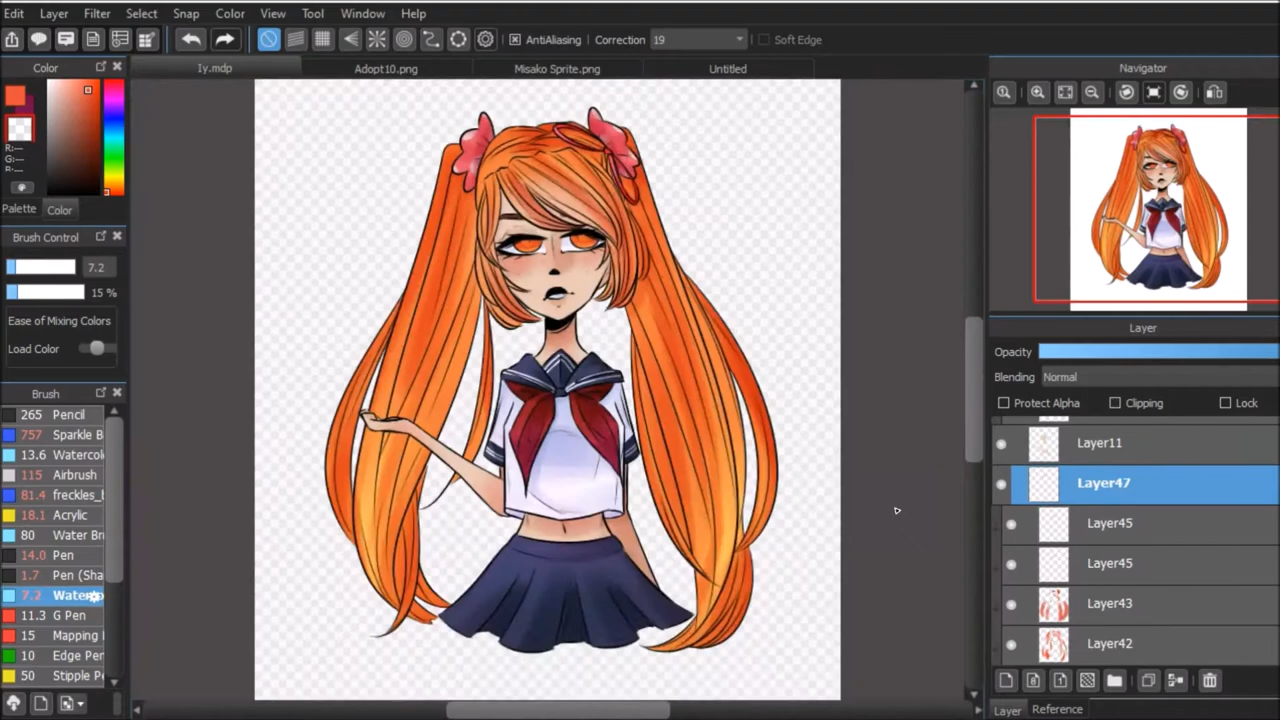 Edit Layer Filter Select Snap Color View Tool Window Help
AntiAliasing Correction 19 Soft Edge
Color
Iy.mdp Adopt10.png Misako Sprite.png Untitled
Navigator
R:---
G:---
B:---
Palette Color
Brush Control
7.2
15 %
Ease of Mixing Colors
Load Color
Layer
Opacity
Blending Normal
Protect Alpha Clipping Lock
Brush
265 Pencil
757 Sparkle B
13.6 Watercol
115 Airbrush
81.4 freckles_b
18.1 Acrylic
80 Water Bru
14.0 Pen
1.7 Pen (Sha
7.2 Water
11.3 G Pen
15 Mapping
10 Edge Pen
50 Stipple Pe
Layer11
Layer47
Layer45
Layer45
Layer43
Layer42
Layer Reference